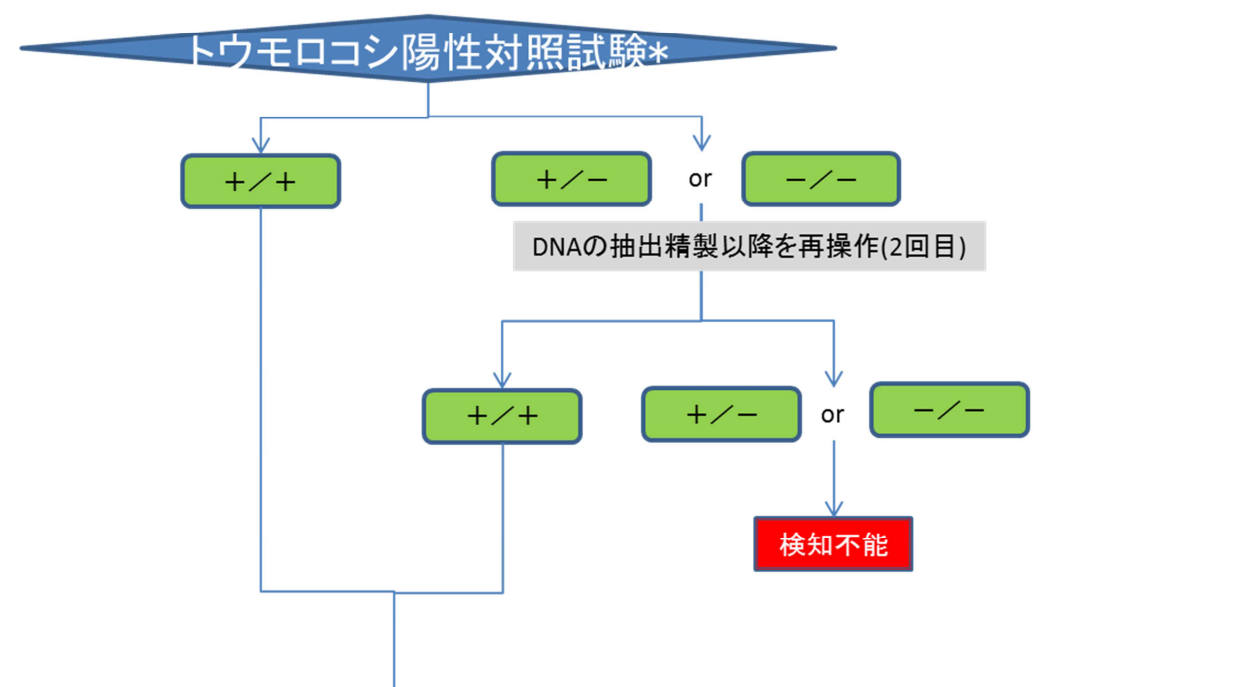 トウモロコシ陽性対照試験*
+/+
+/-
or
-/-
DNAの抽出精製以降を再操作(2回目)
+/+
+/-
or
-/-
検知不能